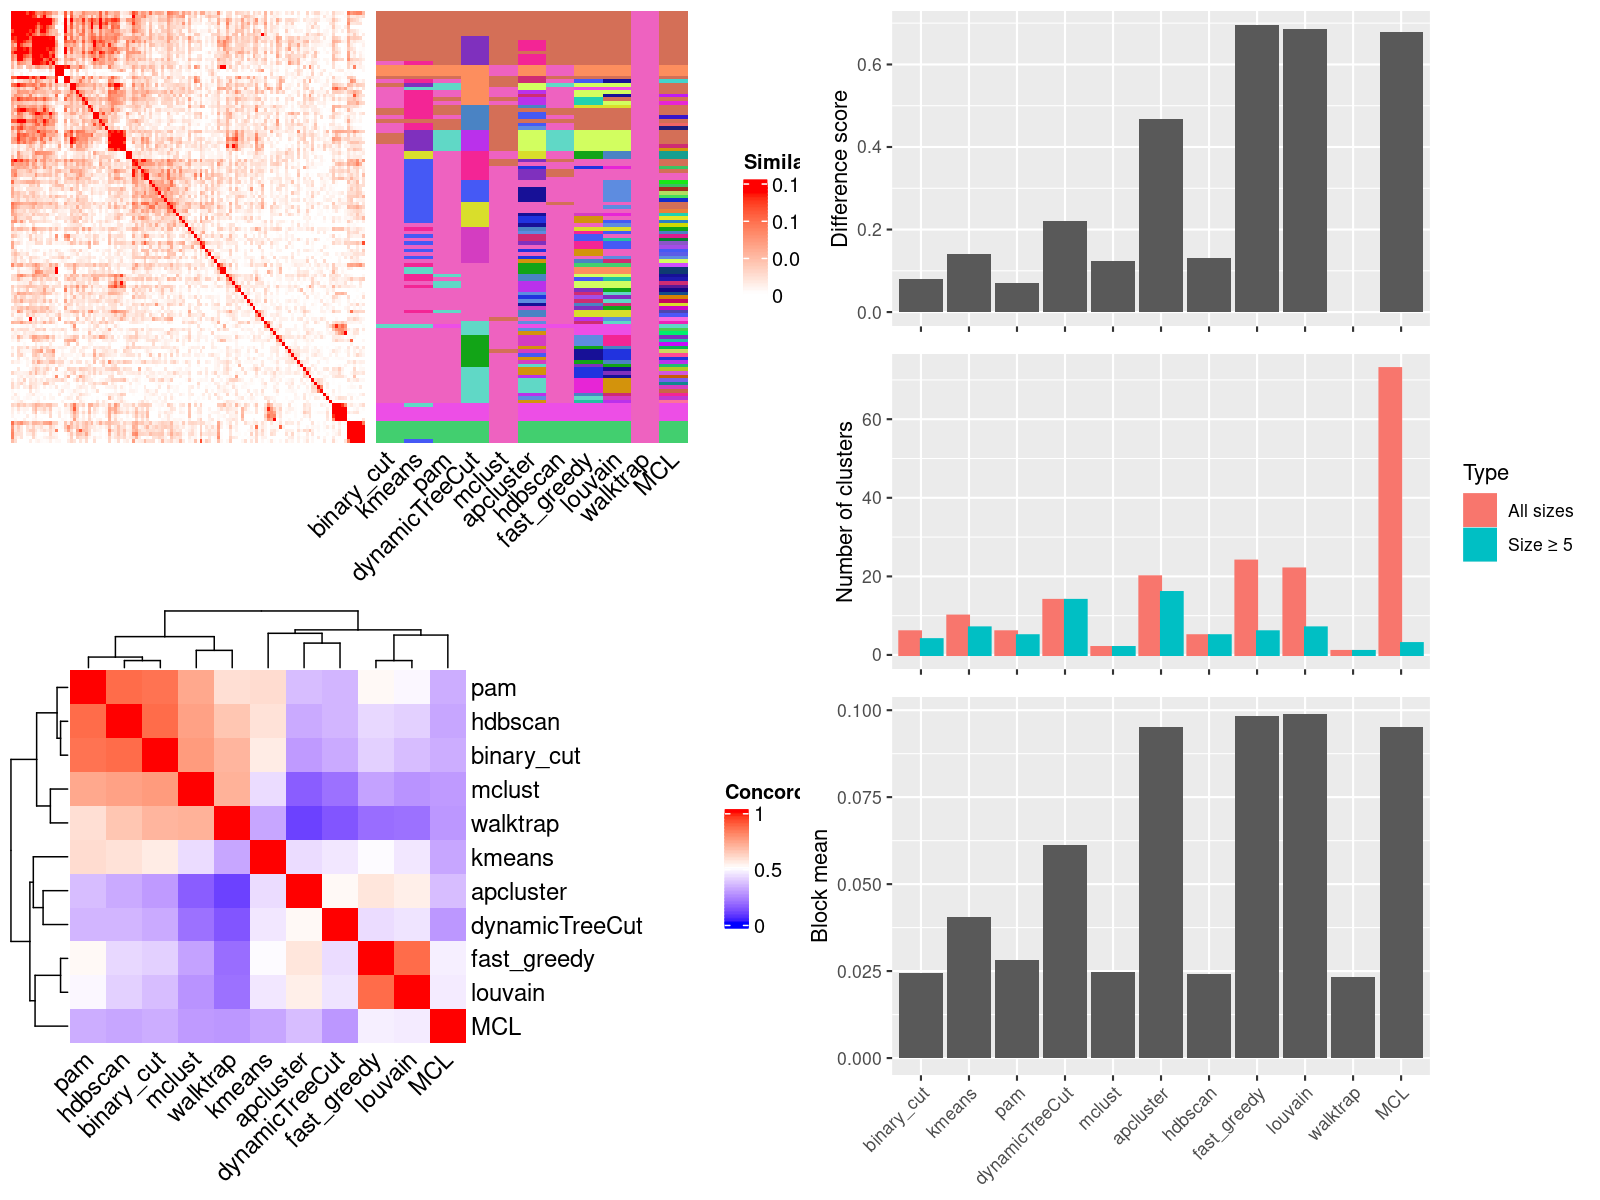 Simila
0.1
0.1
0.0
0
binary_cut
kmeans
pam
dynamicTreeCut
mclust
apcluster
hdbscan
fast_greedy
louvain
walktrap
MCL
pam
hdbscan
binary_cut
mclust
walktrap
kmeans
apcluster
dynamicTreeCut
fast_greedy
louvain
MCL
pam
hdbscan
binary_cut
mclust
walktrap
kmeans
apcluster
dynamicTreeCut
fast_greedy
louvain
MCL
Concord
1
0.5
0
Difference score
0.6
0.4
0.2
0.0
Number of clusters
60
40
20
0
Type
All sizes
Size ≥ 5
Block mean
0.100
0.075
0.050
0.025
0.000
binary_cut
kmeans
pam
dynamicTreeCut
mclust
apcluster
hdbscan
fast_greedy
louvain
walktrap
MCL